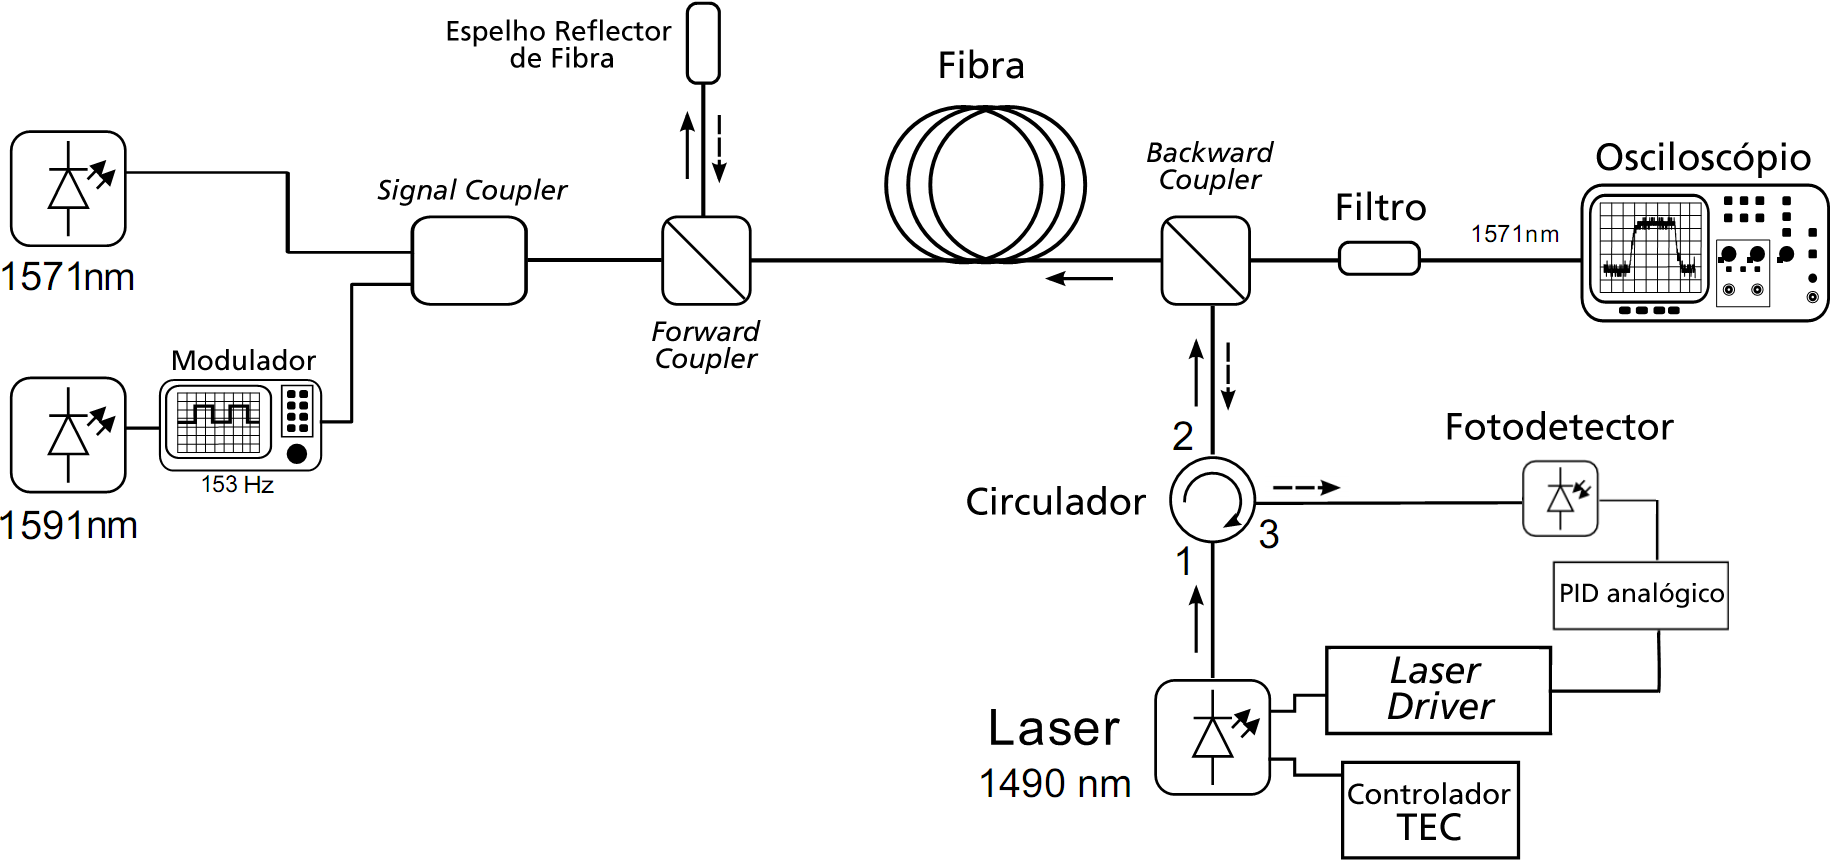 Espelho Reflector
de Fibra
Fibra
1571nm
Signal Coupler
Forward
Coupler
Backward
Coupler
Filtro
1571nm
Osciloscópio
Modulador
153 Hz
1591nm
Circulador
2
3
1
Fotodetector
PID analógico
Laser
Driver
Laser
1490 nm
Controlador
TEC